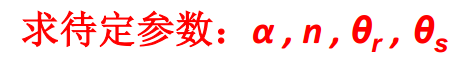 求待定参数：α , n , θr , θs